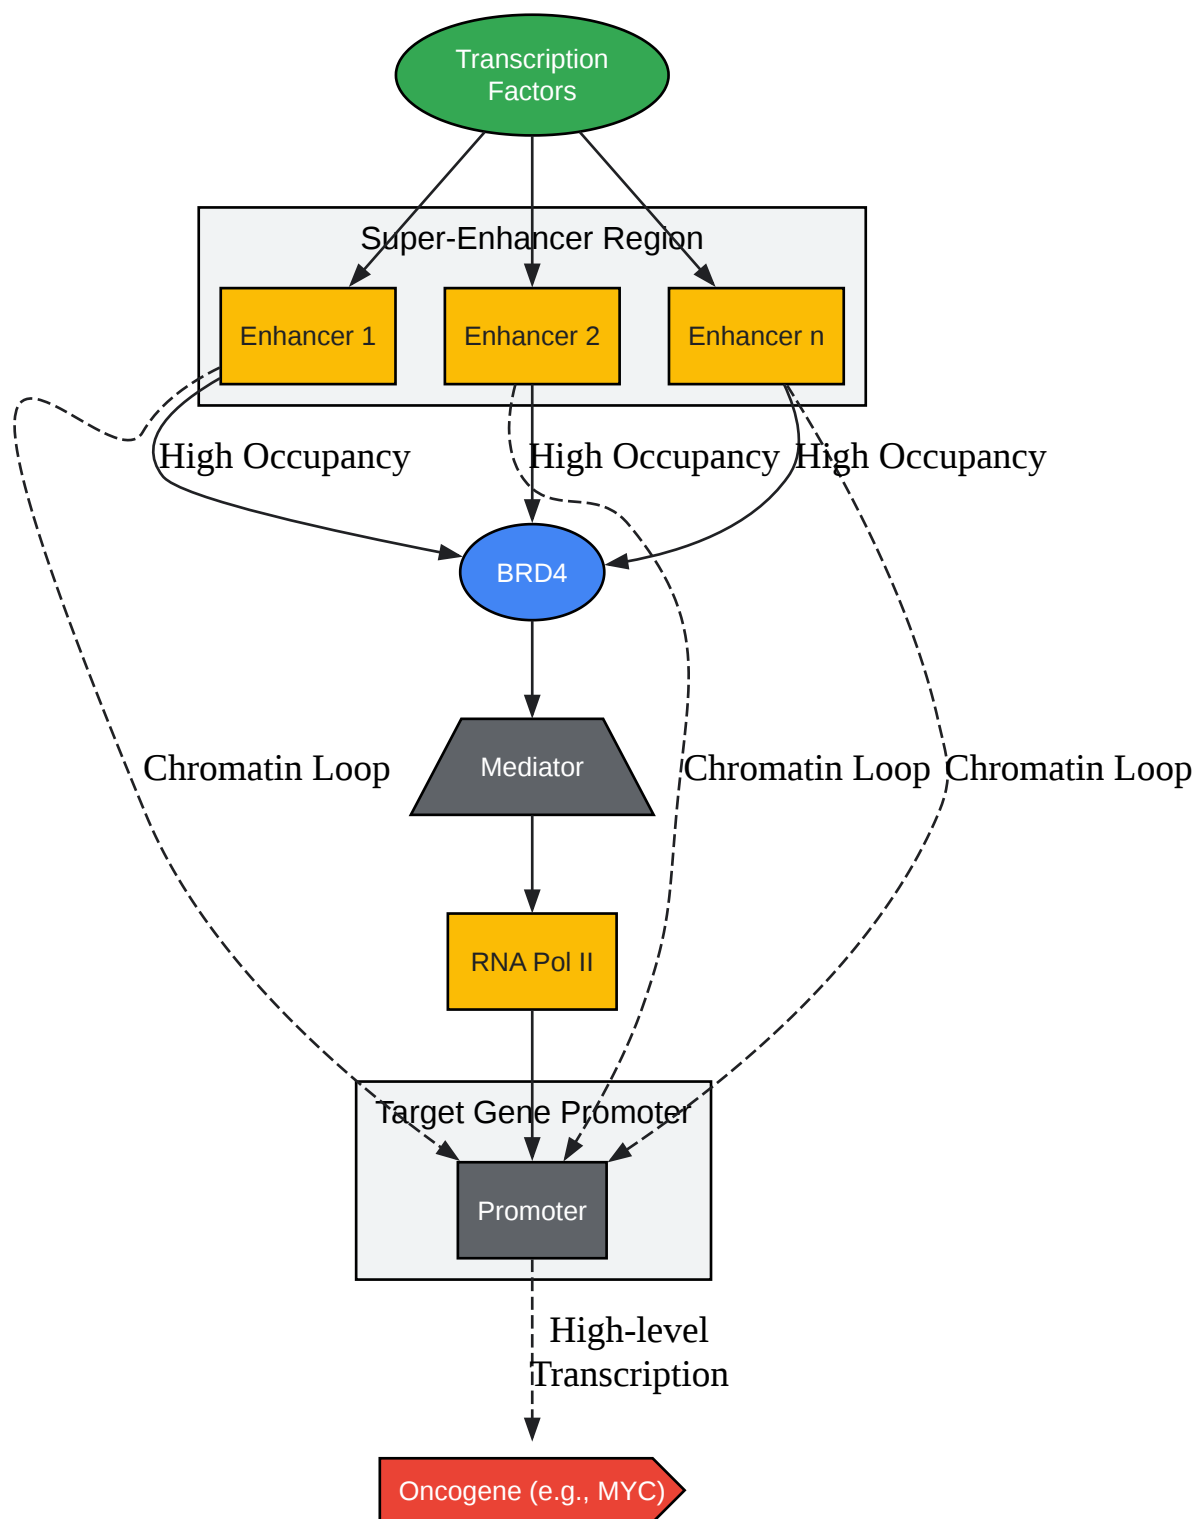 Transcription
Factors
Super-Enhancer Region
Enhancer 1
Enhancer 2
Enhancer n
High Occupancy
High Occupancy
High Occupancy
BRD4
Mediator
Chromatin Loop
Chromatin Loop
Chromatin Loop
RNA Pol II
Target Gene Promoter
Promoter
High-level
Transcription
Oncogene (e.g., MYC)